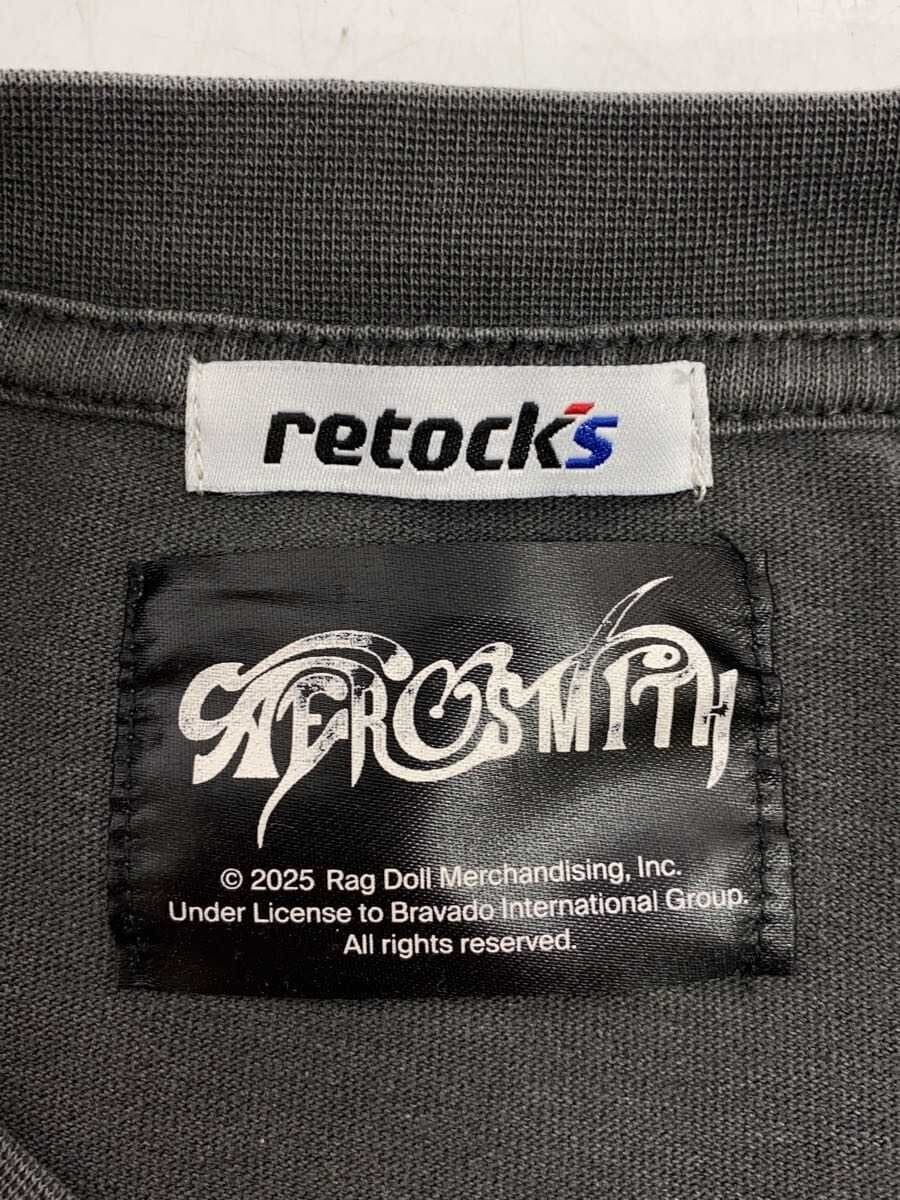 retock's
AEROSMITH
© 2025 Rag Doll Merchandising, Inc.
Under License to Bravado International Group.
All rights reserved.